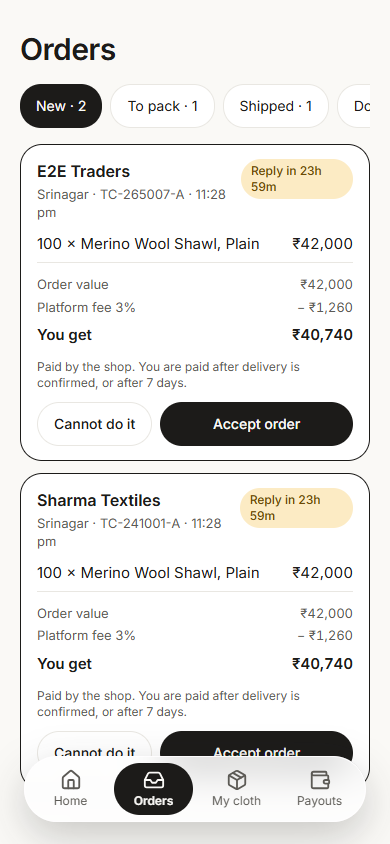 Orders
New · 2
To pack · 1
Shipped · 1
Do
E2E Traders
Reply in 23h
59m
Srinagar · TC-265007-A · 11:28
pm
100 × Merino Wool Shawl, Plain ₹42,000
Order value ₹42,000
Platform fee 3% − ₹1,260
You get ₹40,740
Paid by the shop. You are paid after delivery is
confirmed, or after 7 days.
Cannot do it
Accept order
Sharma Textiles
Reply in 23h
59m
Srinagar · TC-241001-A · 11:28
pm
100 × Merino Wool Shawl, Plain ₹42,000
Order value ₹42,000
Platform fee 3% − ₹1,260
You get ₹40,740
Paid by the shop. You are paid after delivery is
confirmed, or after 7 days.
Cannot do it
Accept order
Home
Orders
My cloth
Payouts